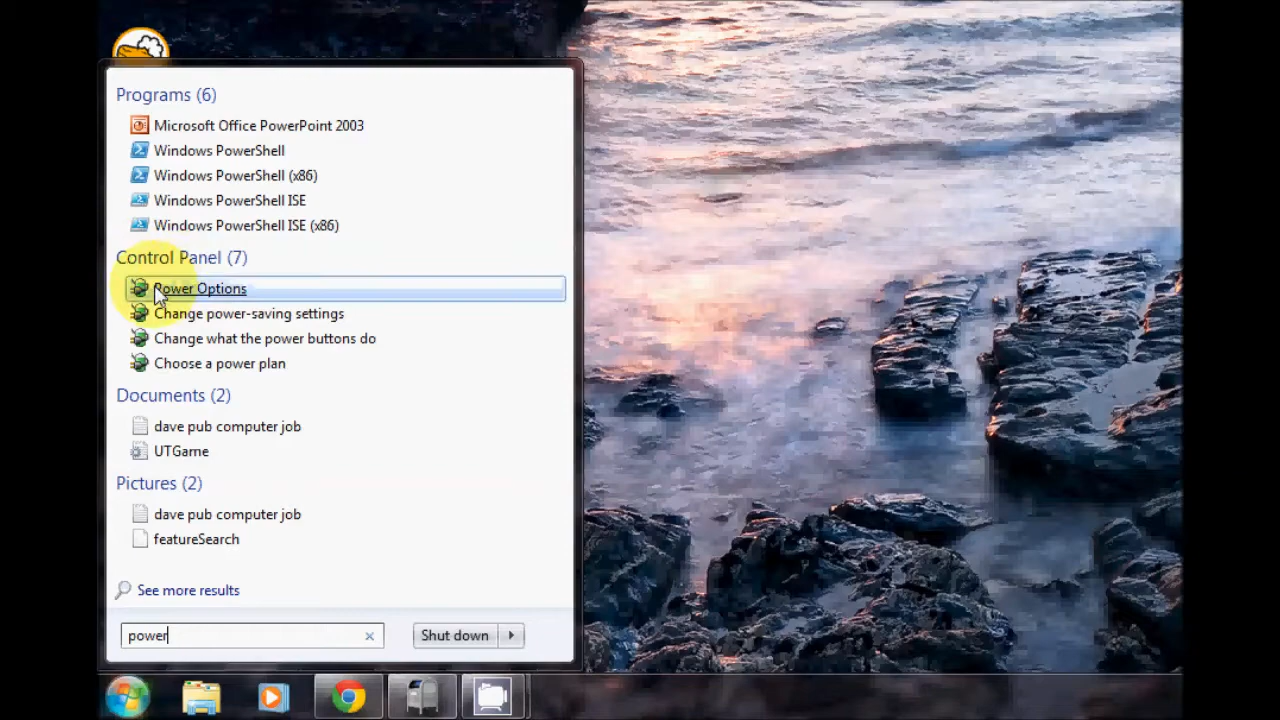 Programs (6)
Microsoft Office PowerPoint 2003
Windows PowerShell
Windows PowerShell (x86)
Windows PowerShell ISE
Windows PowerShell ISE (x86)
Control Panel (7)
Power Options
Change power-saving settings
Change what the power buttons do
Choose a power plan
Documents (2)
dave pub computer job
UTGame
Pictures (2)
dave pub computer job
featureSearch
See more results
power
Shut down